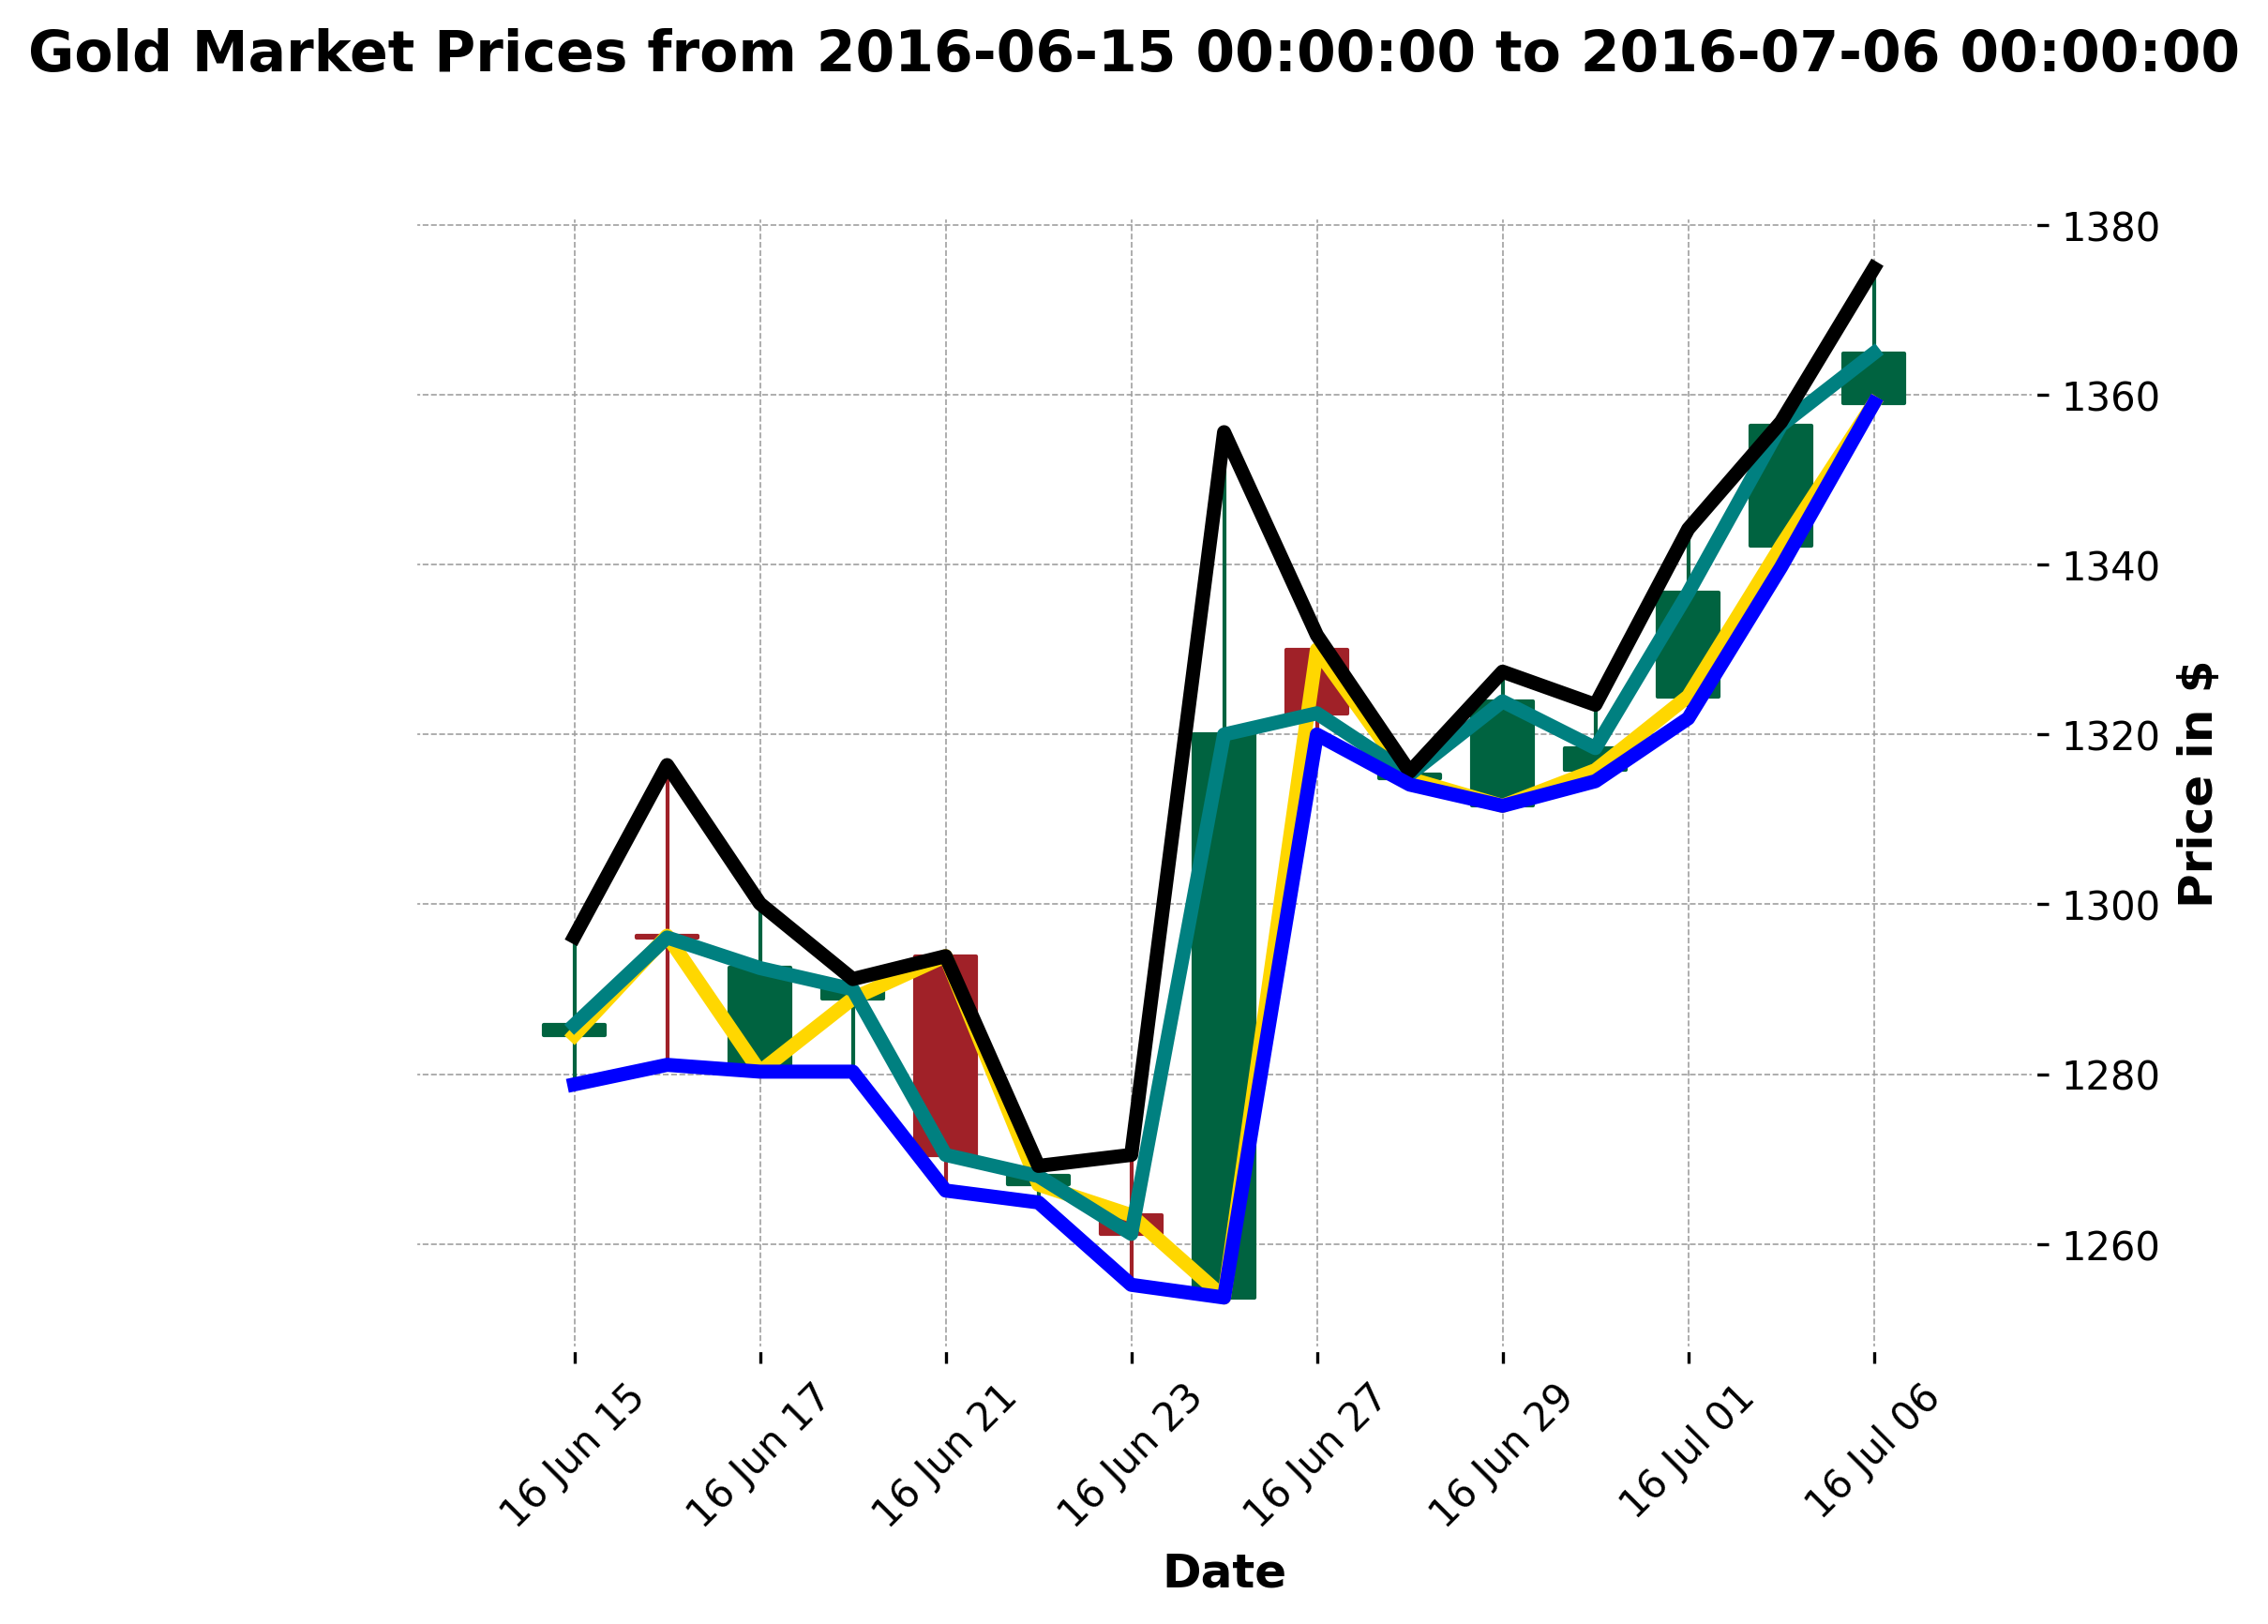 Gold Market Prices from 2016-06-15 00:00:00 to 2016-07-06 00:00:00
1380
1360
1340
1320
1300
1280
1260
Price in $
16 Jun 15
16 Jun 17
16 Jun 21
16 Jun 23
16 Jun 27
16 Jun 29
16 Jul 01
16 Jul 06
Date